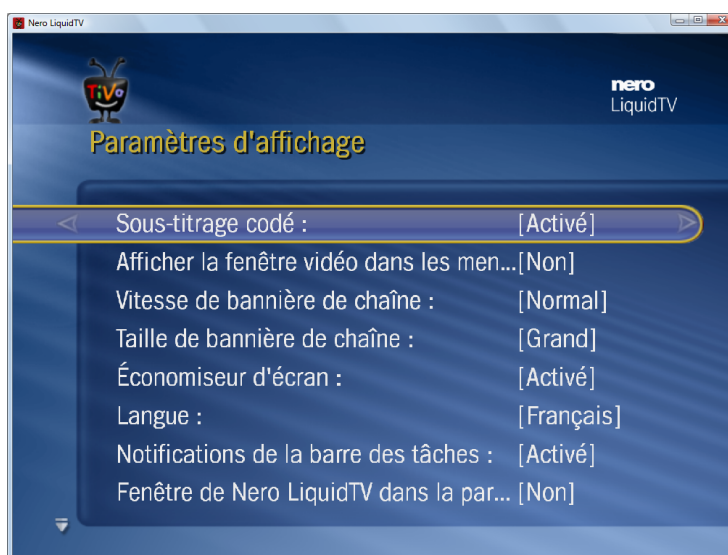 Nero LiquidTV
TiVo
nero
LiquidTV
Paramètres d'affichage
Sous-titrage codé : [Activé]
Afficher la fenêtre vidéo dans les men...[Non]
Vitesse de bannière de chaîne : [Normal]
Taille de bannière de chaîne : [Grand]
Économiseur d'écran : [Activé]
Langue : [Français]
Notifications de la barre des tâches : [Activé]
Fenêtre de Nero LiquidTV dans la par... [Non]